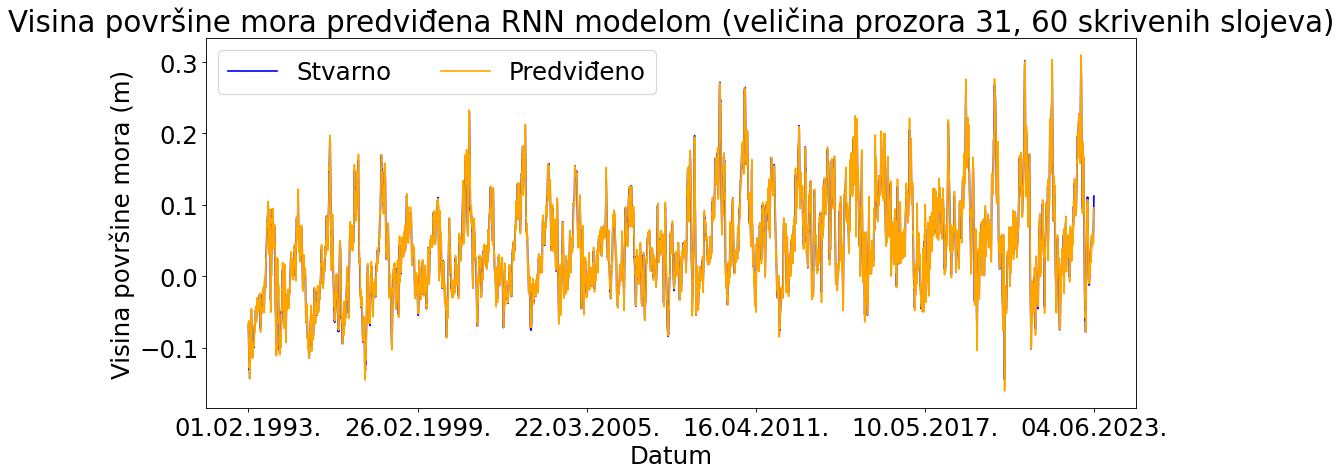 Visina površine mora predviđena RNN modelom (veličina prozora 31, 60 skrivenih slojeva)
Stvarno Predviđeno
Visina površine mora (m)
0.3
0.2
0.1
0.0
−0.1
01.02.1993. 26.02.1999. 22.03.2005. 16.04.2011. 10.05.2017. 04.06.2023.
Datum